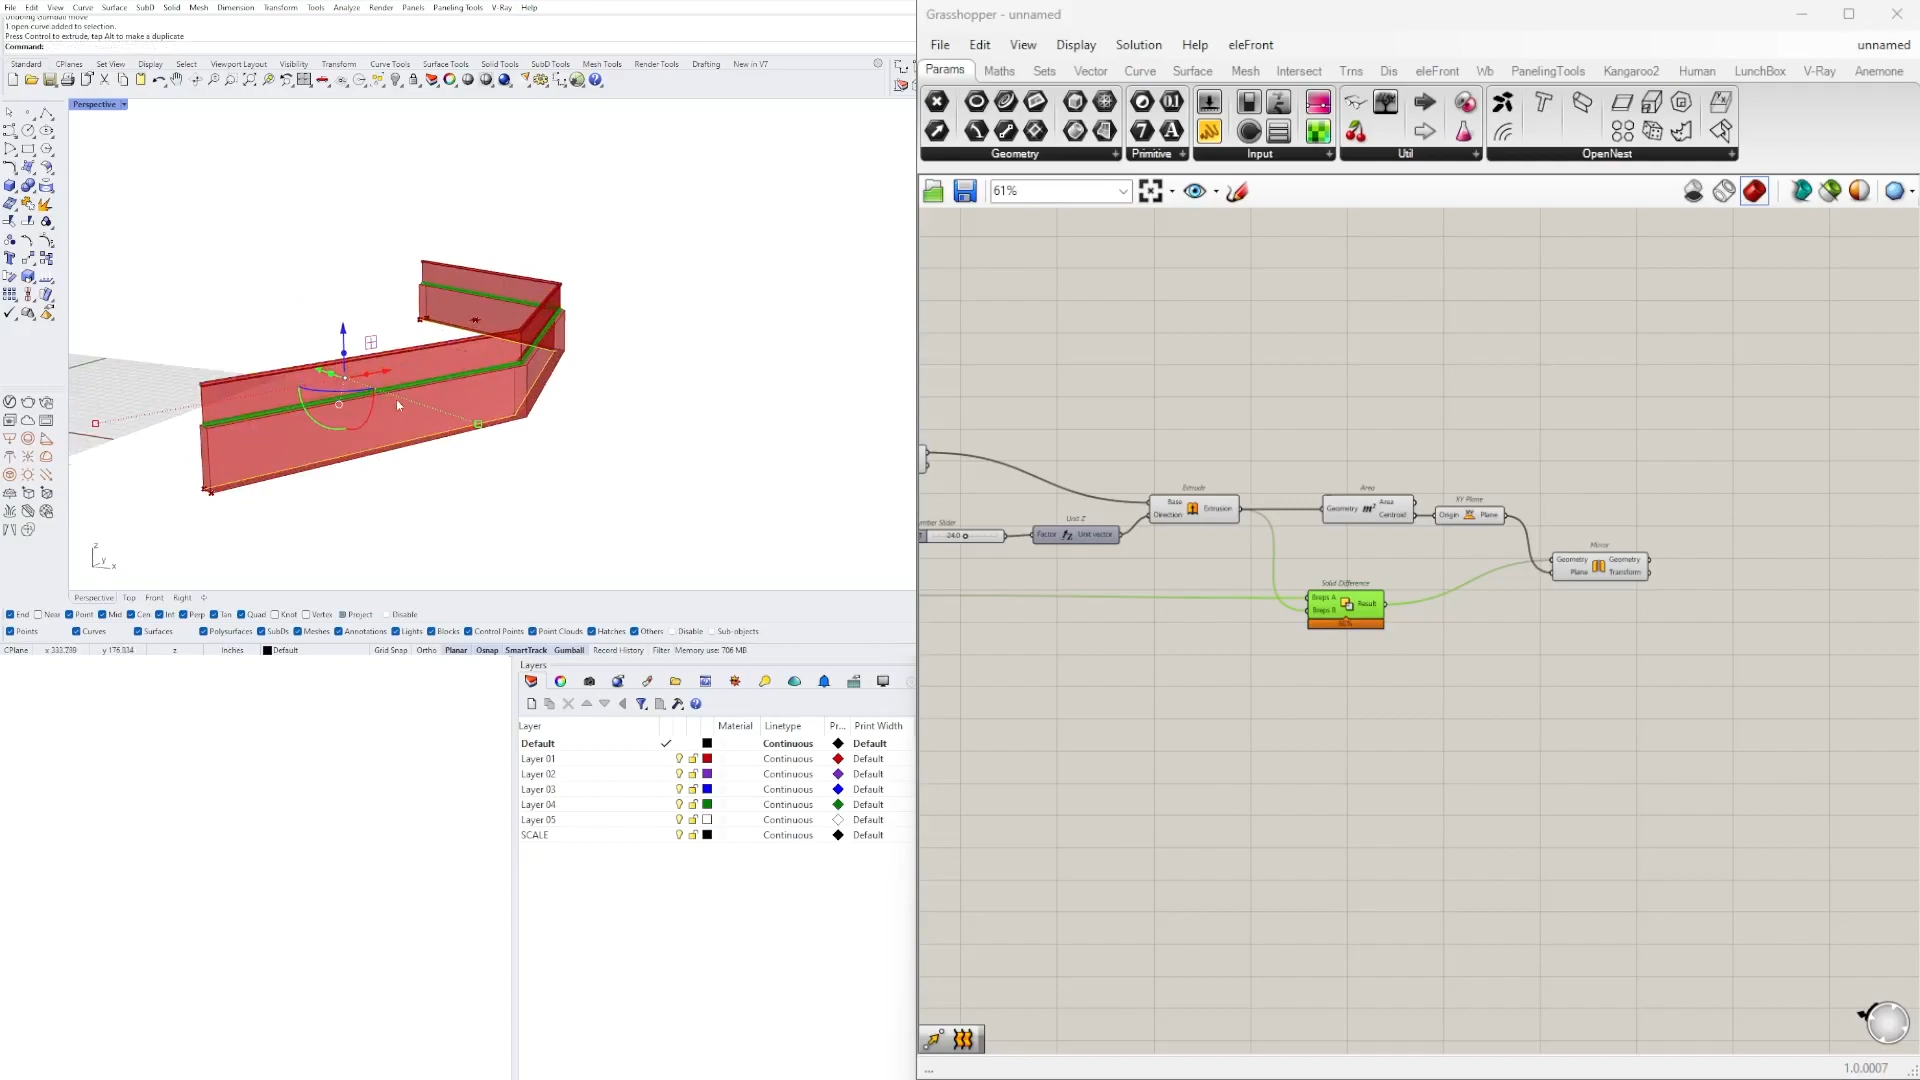 File Edit View Curve Surface SubD Solid Mesh Dimension Transform Tools Analyze Render Panels Paneling Tools V-Ray Help
Undoing Gumball move
1 open curve added to selection.
Press Control to extrude, tap Alt to make a duplicate
Command:
Standard CPlanes Set View Display Select Viewport Layout Visibility Transform Curve Tools Surface Tools Solid Tools SubD Tools Mesh Tools Render Tools Drafting New in V7
Perspective
z
y
x
Perspective Top Front Right
End Near Point Mid Cen Int Perp Tan Quad Knot Vertex Project Disable
Points Curves Surfaces Polysurfaces SubDs Meshes Annotations Lights Blocks Control Points Point Clouds Hatches Others Disable Sub-objects
CPlane z Inches Default Grid Snap Ortho Planar Osnap SmartTrack Gumball Record History Filter Memory use: 706 MB
Layers
Layer Material Linetype Pr... Print Width
Default Continuous Default
Layer 01 Continuous Default
Layer 02 Continuous Default
Layer 03 Continuous Default
Layer 04 Continuous Default
Layer 05 Continuous Default
SCALE Continuous Default
Grasshopper - unnamed
File Edit View Display Solution Help eleFront unnamed
Params Maths Sets Vector Curve Surface Mesh Intersect Trns Dis eleFront Wb PanelingTools Kangaroo2 Human LunchBox V-Ray Anemone
Geometry Primitive Input Util OpenNest
61%
Extrude
Base
Direction
Extrusion
Area
Geometry
Area
Centroid
XY Plane
Origin Plane
Unit Z
Factor Unit vector
24.0
Mirror
Geometry
Plane
Geometry
Transform
Solid Difference
Breps A
Breps B
Result
...
1.0.0007